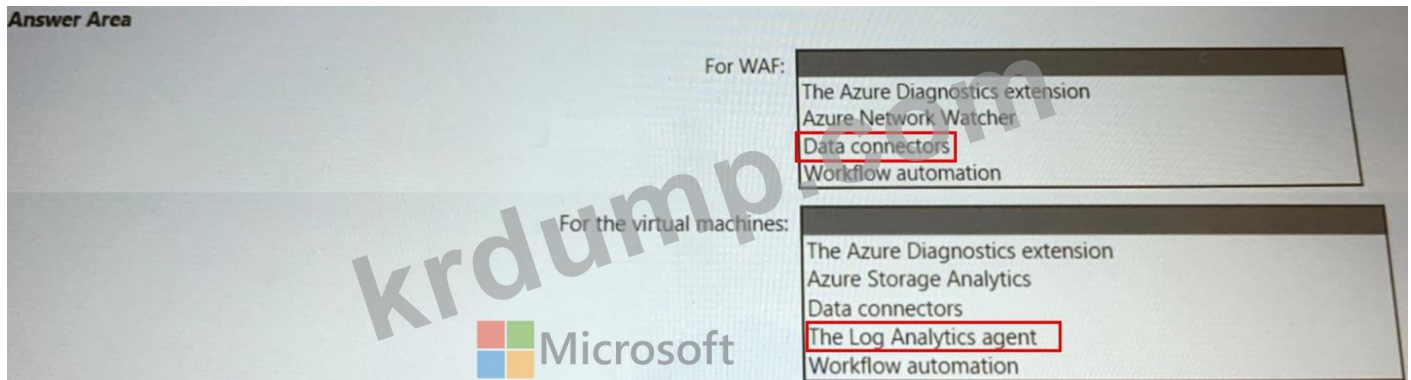 Answer Area
For WAF:
The Azure Diagnostics extension
Azure Network Watcher
Data connectors
Workflow automation
For the virtual machines:
The Azure Diagnostics extension
Azure Storage Analytics
Data connectors
The Log Analytics agent
Workflow automation
krdump.com
Microsoft